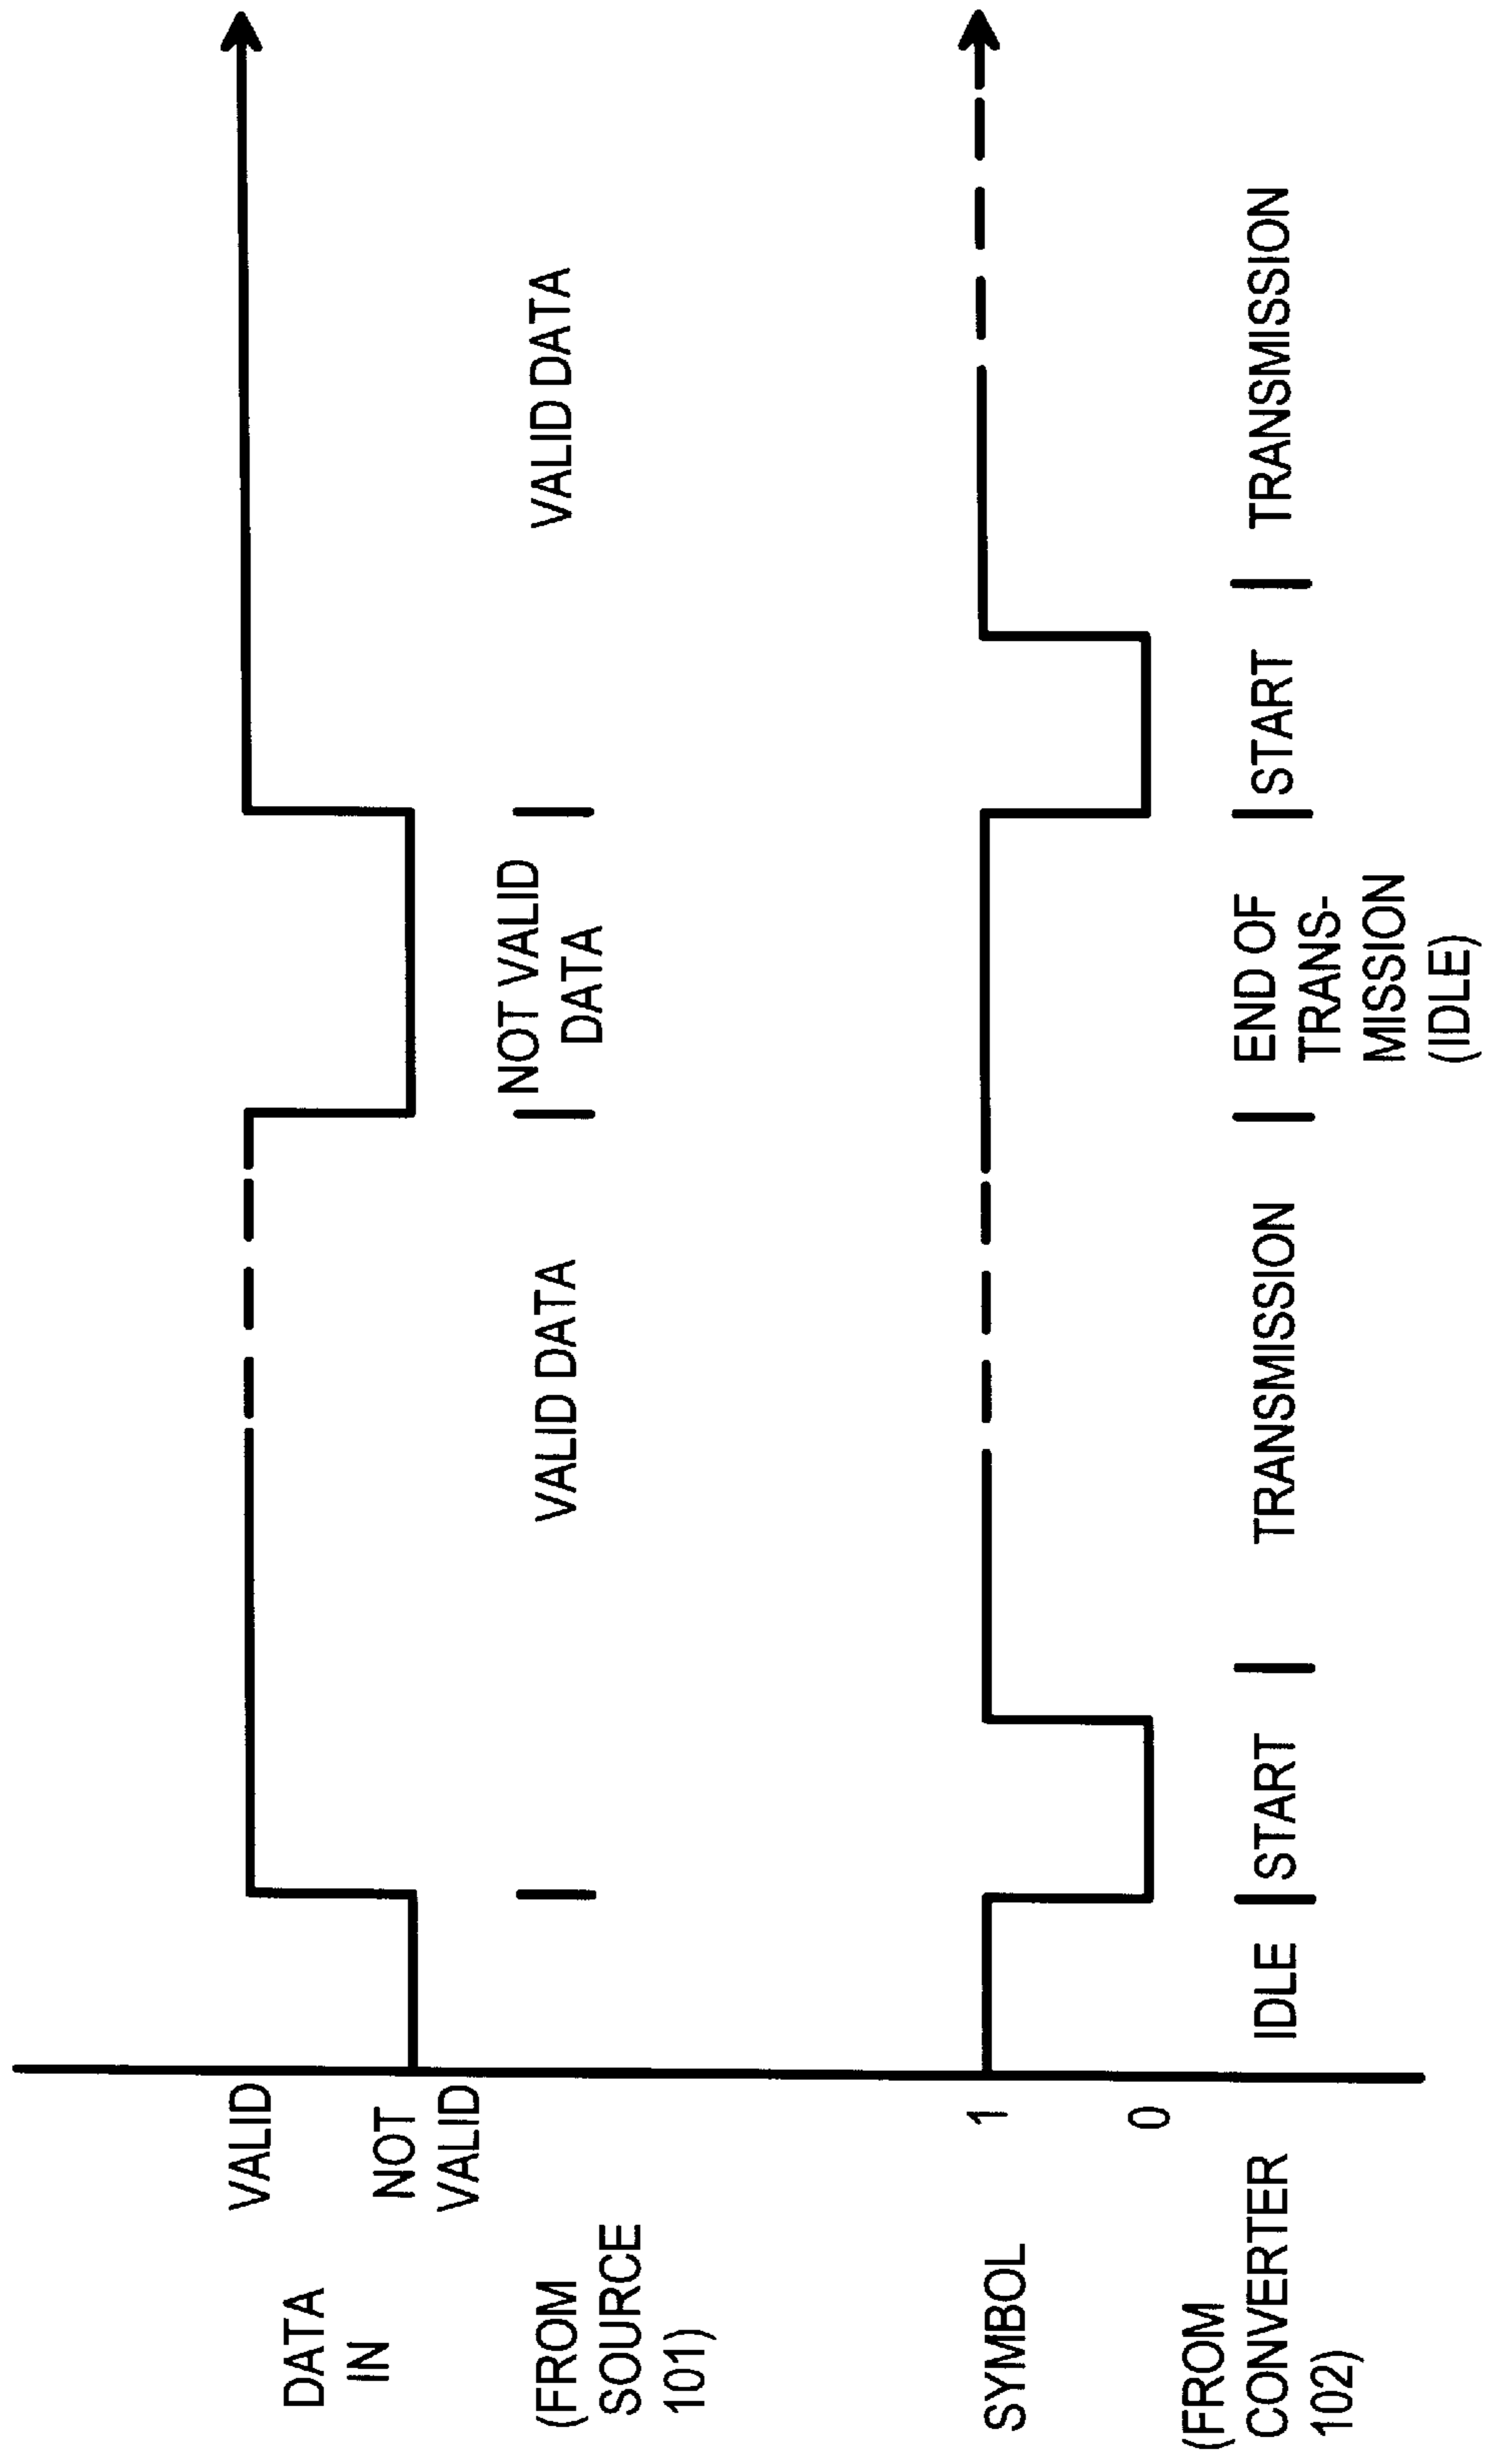 VALID
DATA
IN
NOT
VALID
(FROM
SOURCE
101)
VALID DATA
NOT VALID
DATA
VALID DATA
SYMBOL
1
0
(FROM
CONVERTER
102)
IDLE
START
TRANSMISSION
END OF
TRANS-
MISSION
(IDLE)
START
TRANSMISSION